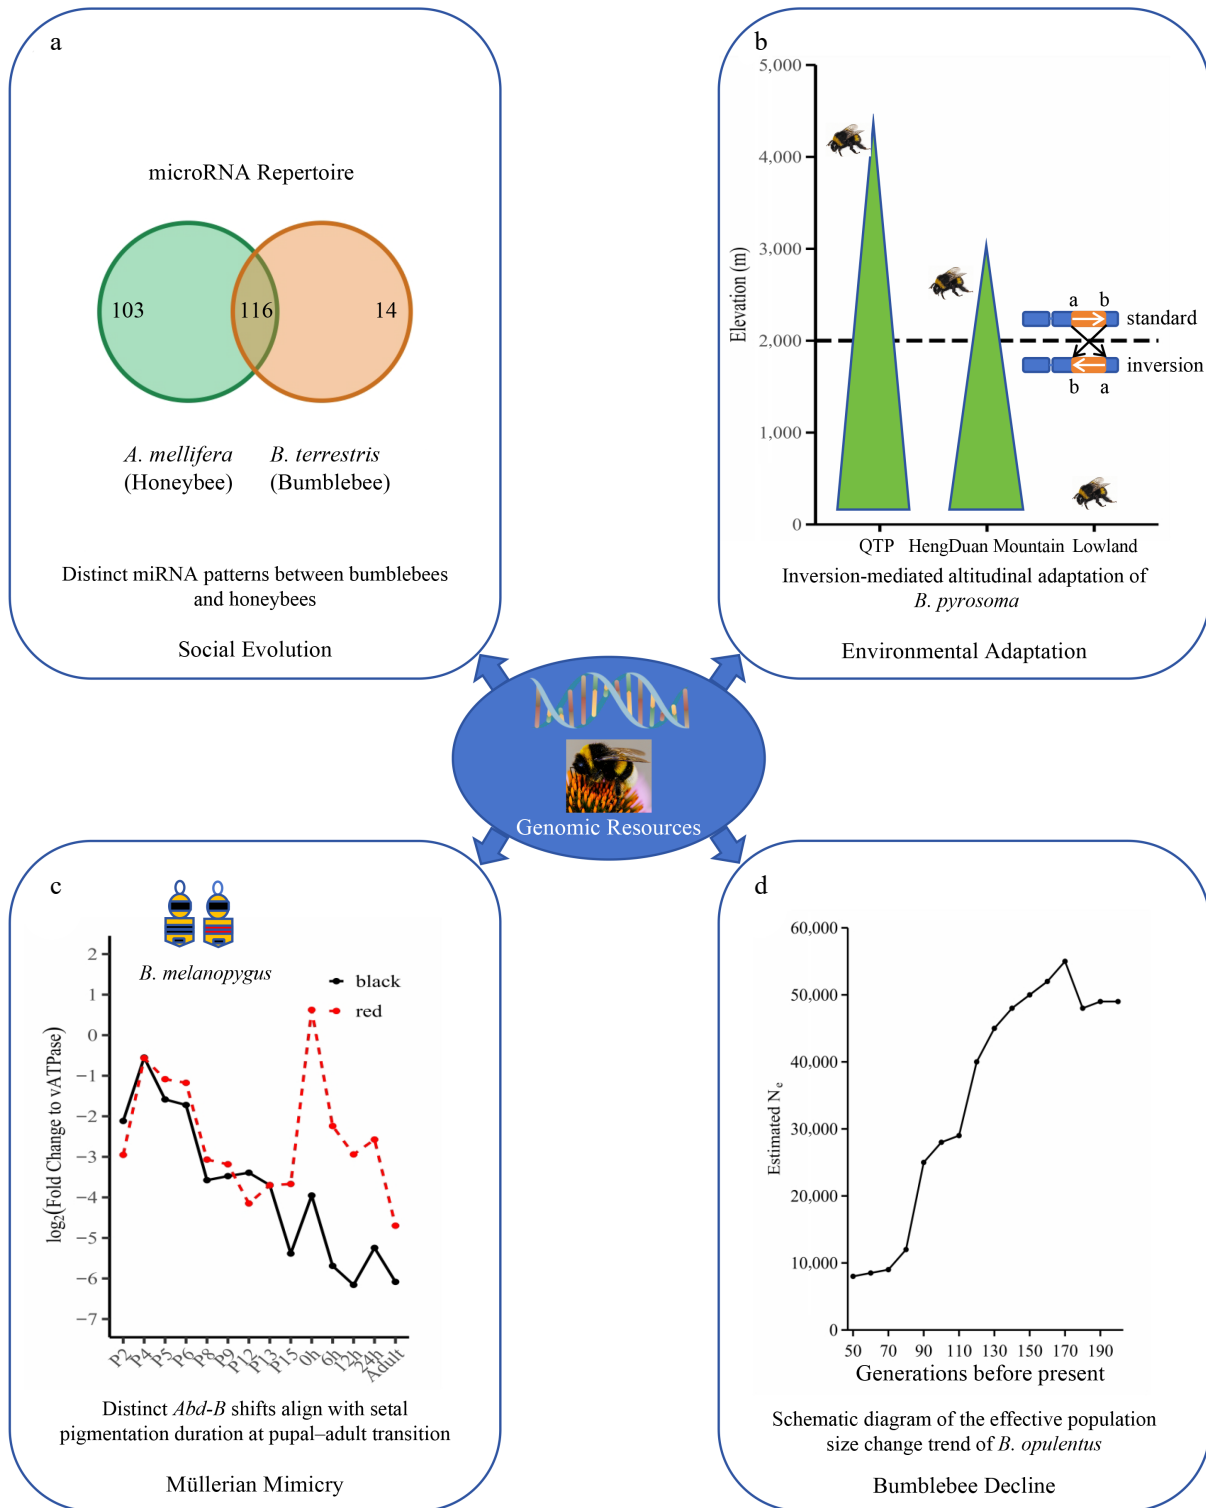 a
microRNA Repertoire
103
116
14
A. mellifera
(Honeybee)
B. terrestris
(Bumblebee)
Distinct miRNA patterns between bumblebees
and honeybees
Social Evolution
b
Elevation (m)
5,000
4,000
3,000
2,000
1,000
0
a b
standard
inversion
b a
QTP HengDuan Mountain Lowland
Inversion-mediated altitudinal adaptation of
B. pyrosoma
Environmental Adaptation
Genomic Resources
c
B. melanopygus
black
red
log2(Fold Change to vATPase)
2
1
0
−1
−2
−3
−4
−5
−6
−7
P2 P4 P5 P6 P8 P9 P12 P13 P15 0h 6h 12h 24h Adult
Distinct Abd-B shifts align with setal
pigmentation duration at pupal–adult transition
Müllerian Mimicry
d
Estimated Ne
60,000
50,000
40,000
30,000
20,000
10,000
0
50 70 90 110 130 150 170 190
Generations before present
Schematic diagram of the effective population
size change trend of B. opulentus
Bumblebee Decline